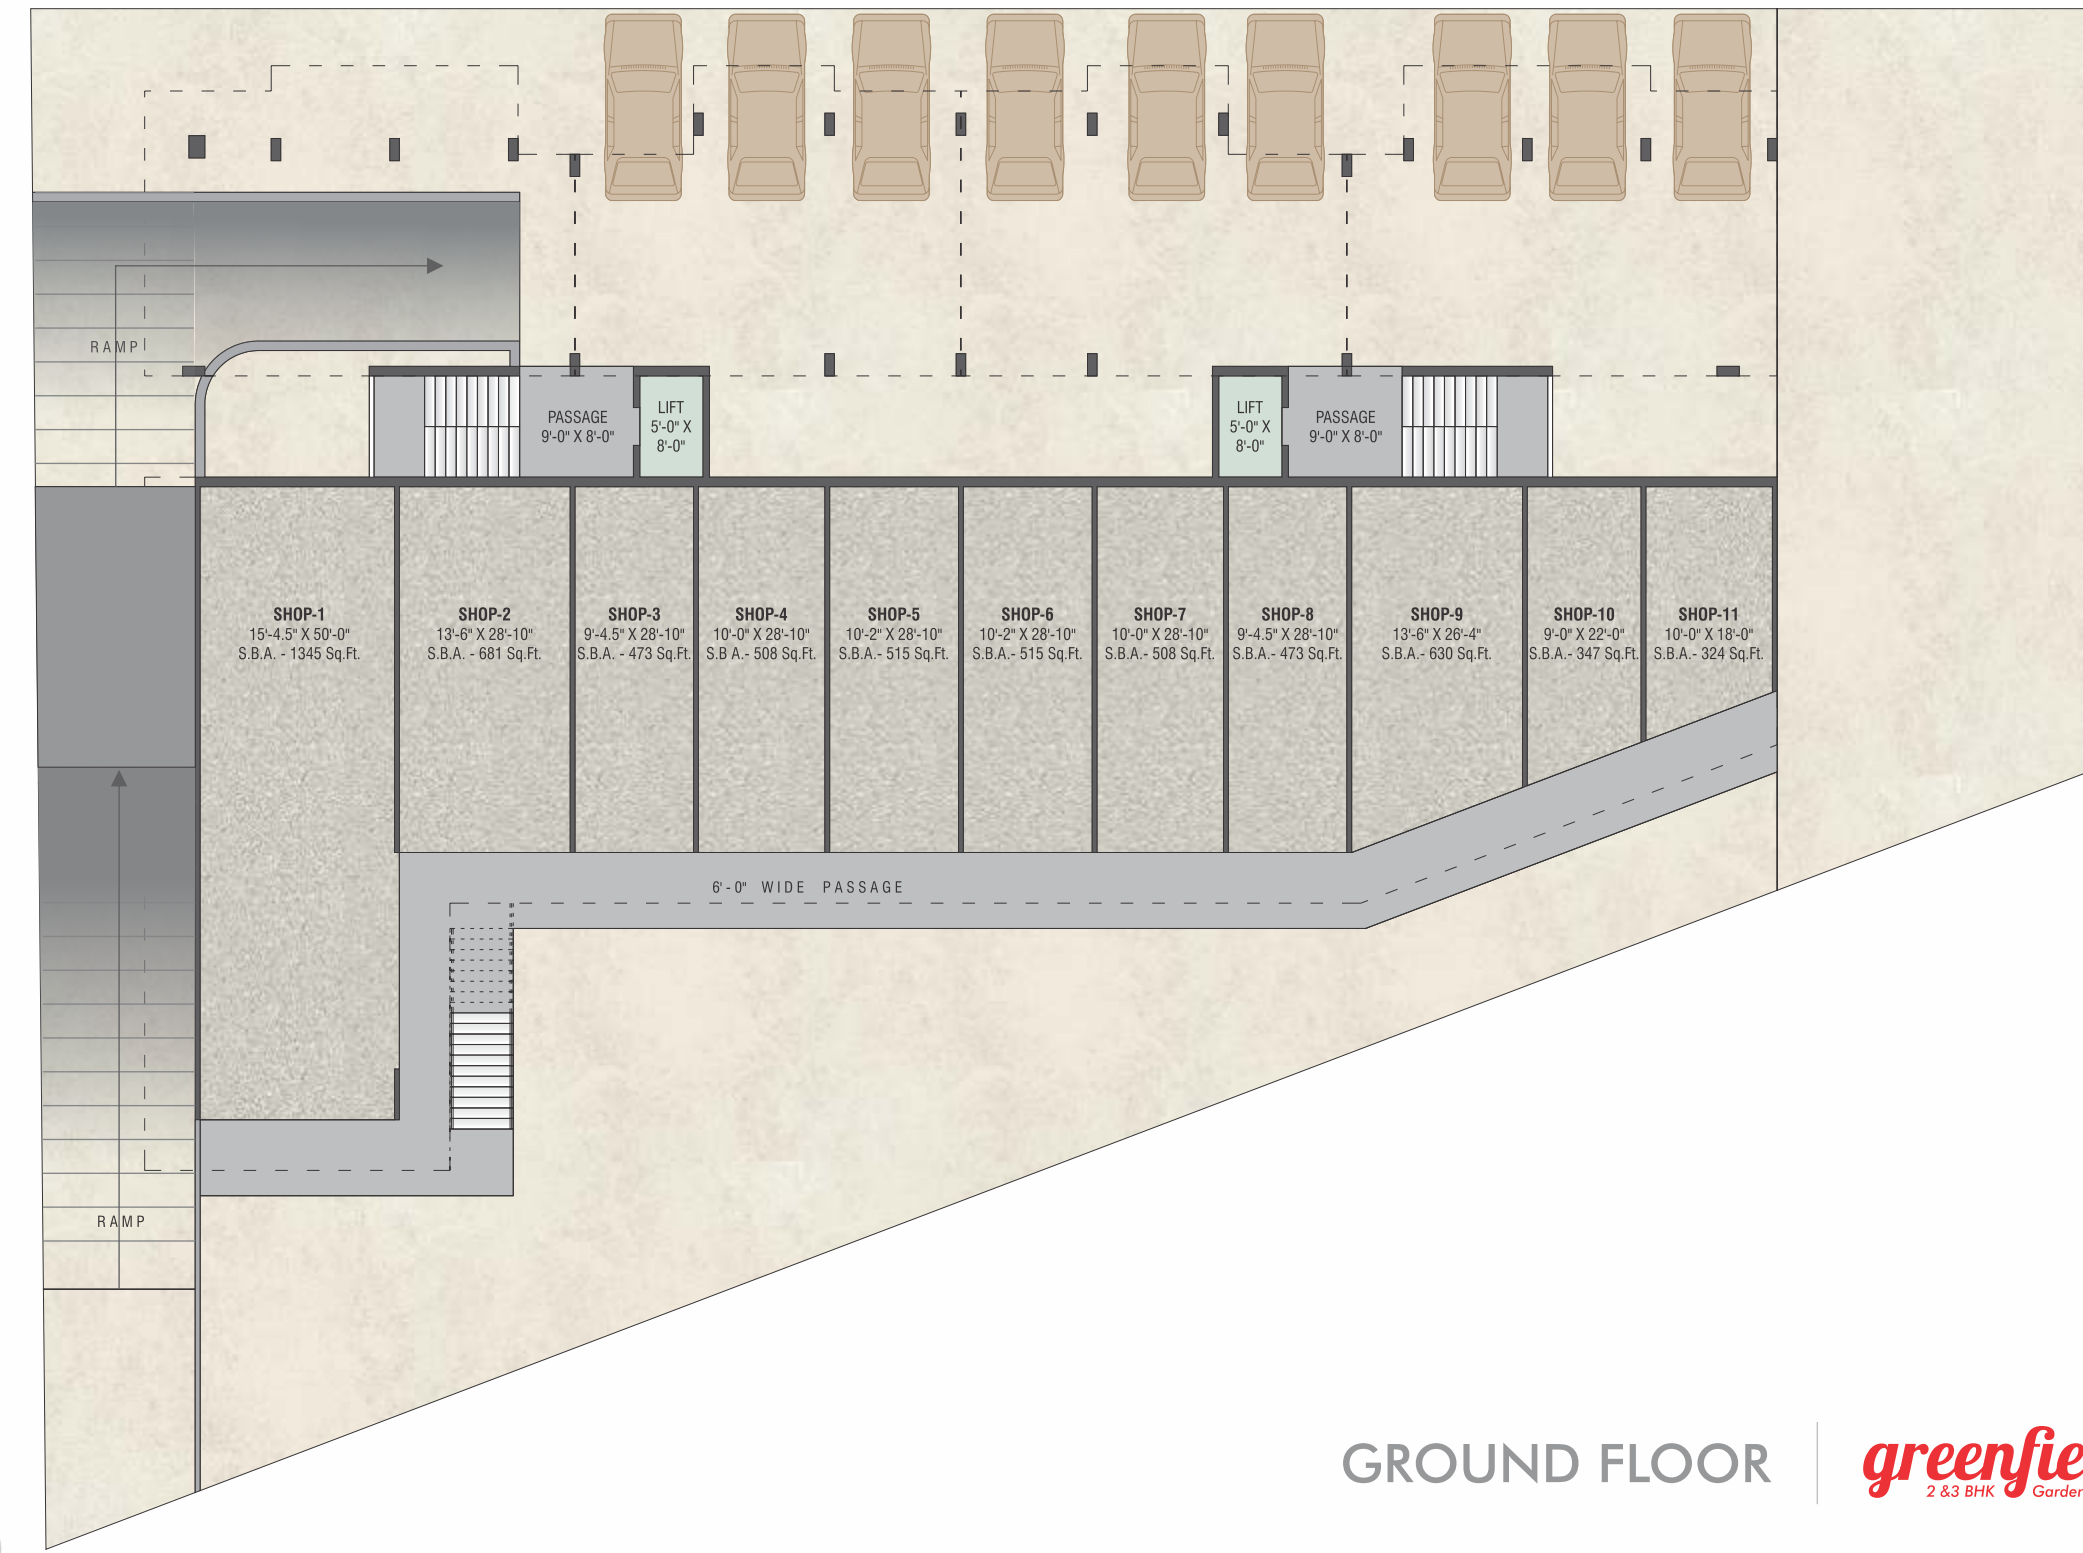 RAMP
PASSAGE
9'-0" X 8'-0"
LIFT
5'-0" X
8'-0"
LIFT
5'-0" X
8'-0"
PASSAGE
9'-0" X 8'-0"
SHOP-1
15'-4.5" X 50'-0"
S.B.A. - 1345 Sq.Ft.
SHOP-2
13'-6" X 28'-10"
S.B.A. - 681 Sq.Ft.
SHOP-3
9'-4.5" X 28'-10"
S.B.A. - 473 Sq.Ft.
SHOP-4
10'-0" X 28'-10"
S.B A.- 508 Sq.Ft.
SHOP-5
10'-2" X 28'-10"
S.B.A.- 515 Sq.Ft.
SHOP-6
10'-2" X 28'-10"
S.B.A.- 515 Sq.Ft.
SHOP-7
10'-0" X 28'-10"
S.B.A.- 508 Sq.Ft.
SHOP-8
9'-4.5" X 28'-10"
S.B.A.- 473 Sq.Ft.
SHOP-9
13'-6" X 26'-4"
S.B.A.- 630 Sq.Ft.
SHOP-10
9'-0" X 22'-0"
S.B.A.- 347 Sq.Ft.
SHOP-11
10'-0" X 18'-0"
S.B.A.- 324 Sq.Ft.
6'-0" WIDE PASSAGE
RAMP
GROUND FLOOR
greenfie
2 &3 BHK Garden